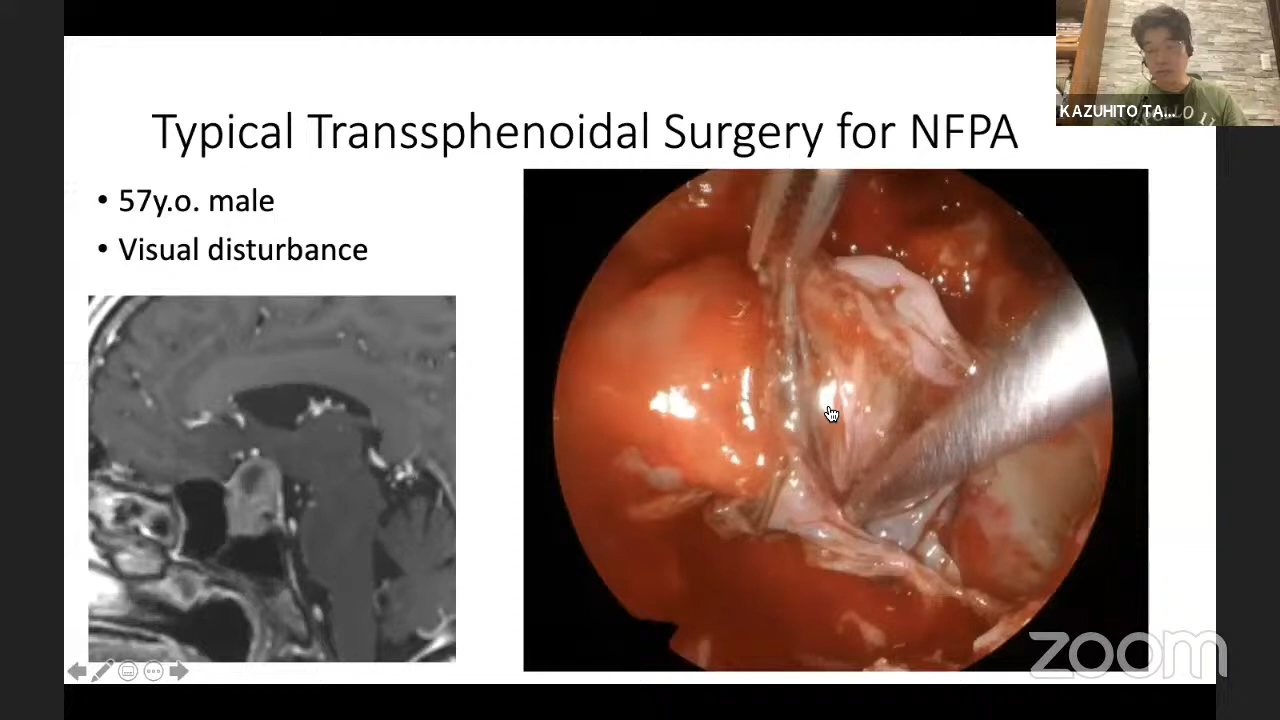 Typical Transsphenoidal Surgery for NFPA
• 57y.o. male
• Visual disturbance
KAZUHITO TA...
zoom